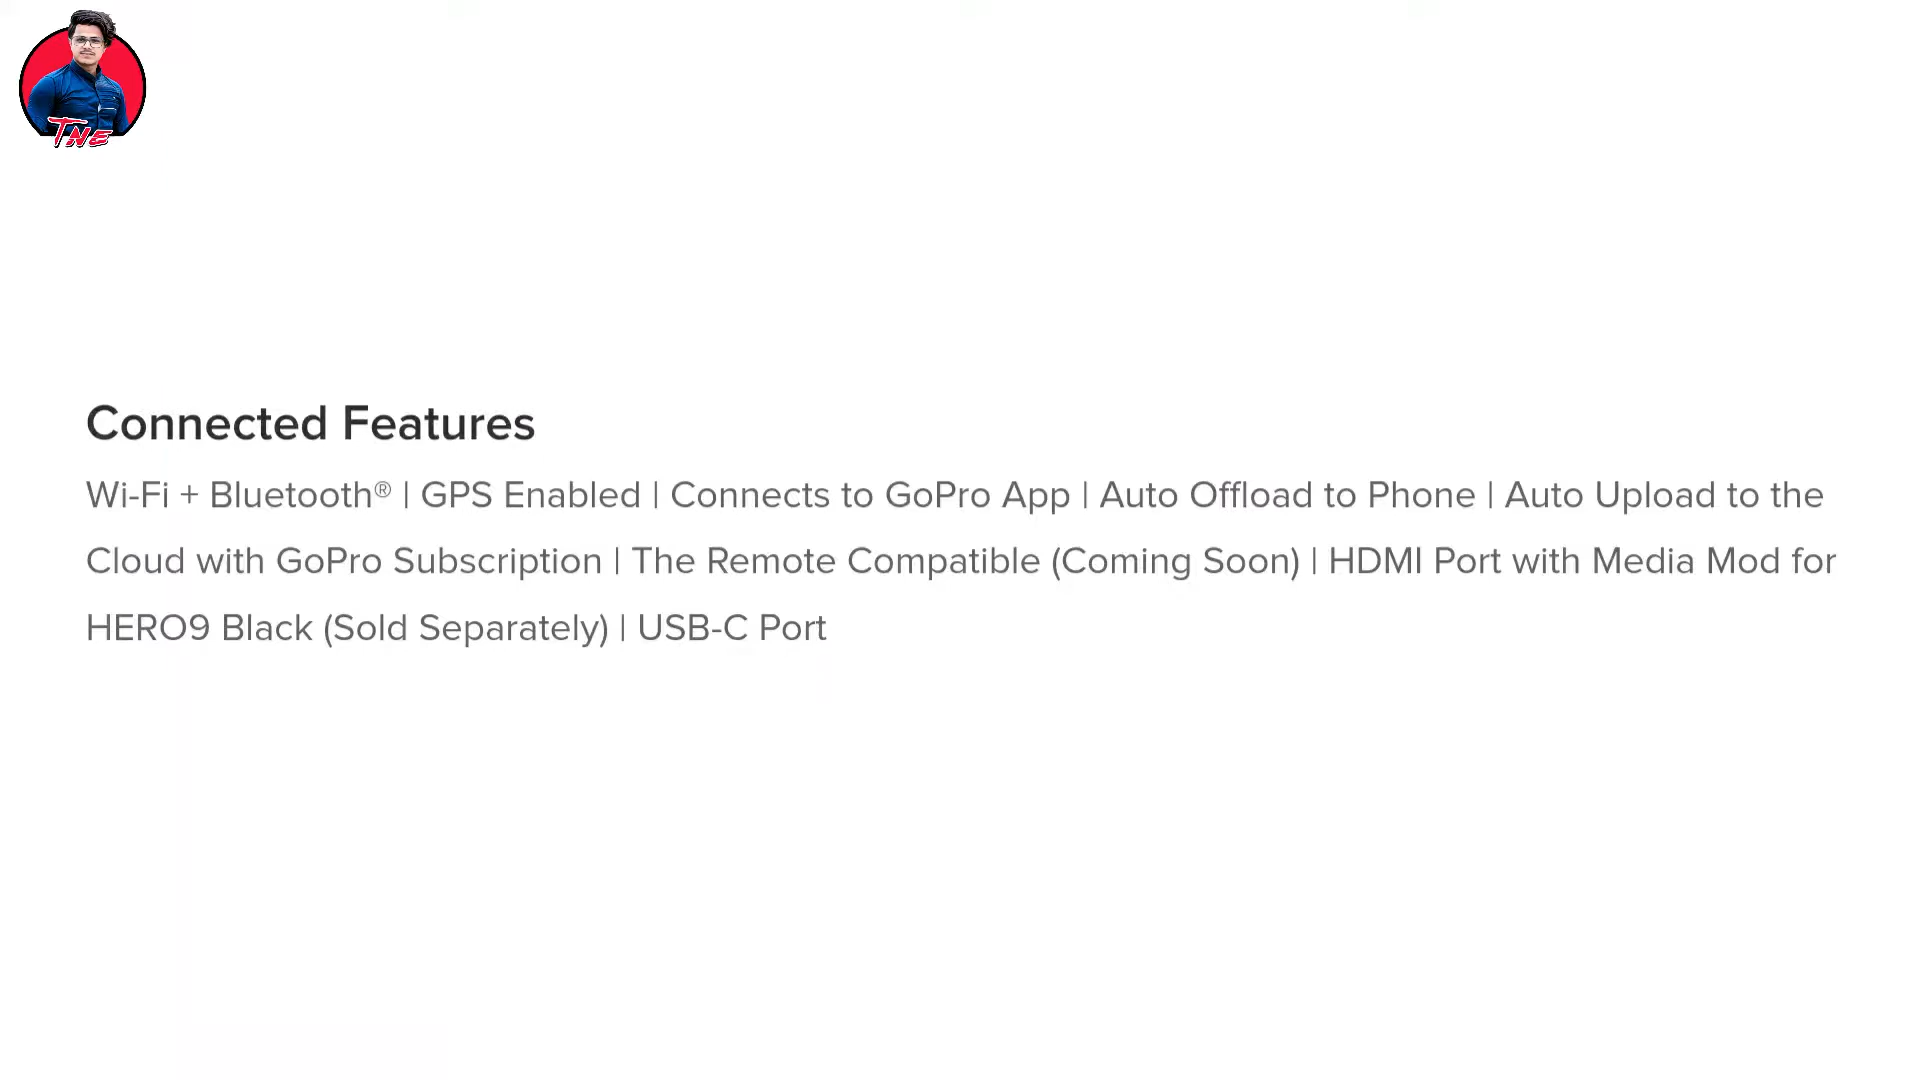 TNE
Connected Features
Wi-Fi + Bluetooth® | GPS Enabled | Connects to GoPro App | Auto Offload to Phone | Auto Upload to the
Cloud with GoPro Subscription | The Remote Compatible (Coming Soon) | HDMI Port with Media Mod for
HERO9 Black (Sold Separately) | USB-C Port